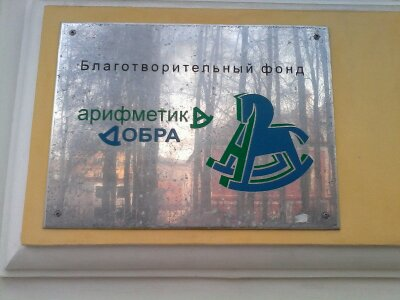 Благотворительный фонд
арифметикА
ДОБРА